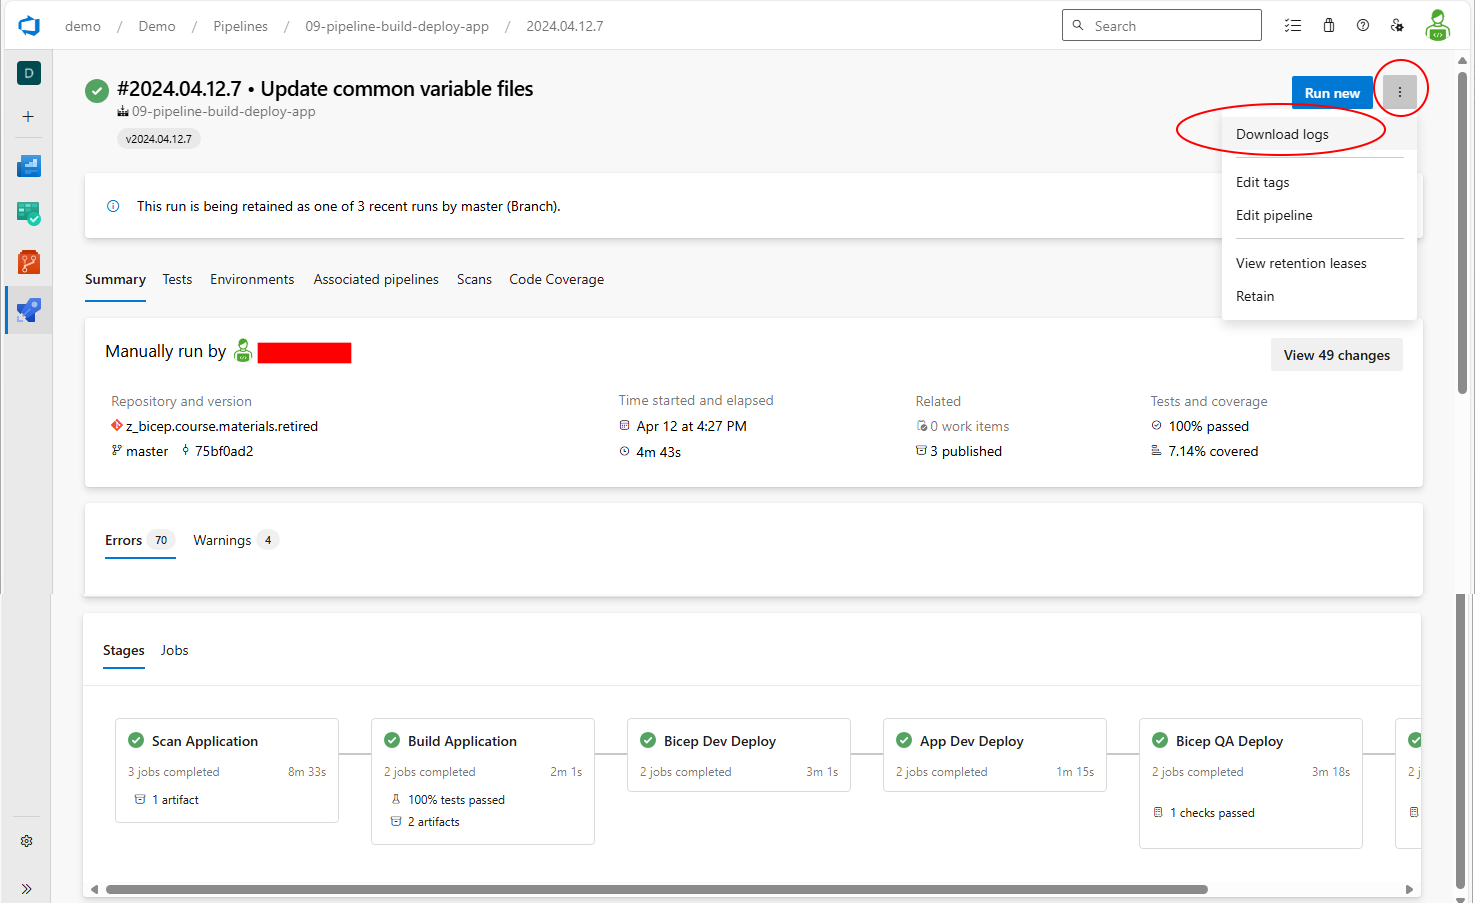 demo / Demo / Pipelines / 09-pipeline-build-deploy-app / 2024.04.12.7
Search
D
#2024.04.12.7 • Update common variable files
09-pipeline-build-deploy-app
v2024.04.12.7
Run new
Download logs
Edit tags
Edit pipeline
View retention leases
Retain
This run is being retained as one of 3 recent runs by master (Branch).
Summary Tests Environments Associated pipelines Scans Code Coverage
Manually run by
View 49 changes
Repository and version
z_bicep.course.materials.retired
master 75bf0ad2
Time started and elapsed
Apr 12 at 4:27 PM
4m 43s
Related
0 work items
3 published
Tests and coverage
100% passed
7.14% covered
Errors 70 Warnings 4
Stages Jobs
Scan Application
3 jobs completed 8m 33s
1 artifact
Build Application
2 jobs completed 2m 1s
100% tests passed
2 artifacts
Bicep Dev Deploy
2 jobs completed 3m 1s
App Dev Deploy
2 jobs completed 1m 15s
Bicep QA Deploy
2 jobs completed 3m 18s
1 checks passed
2 j